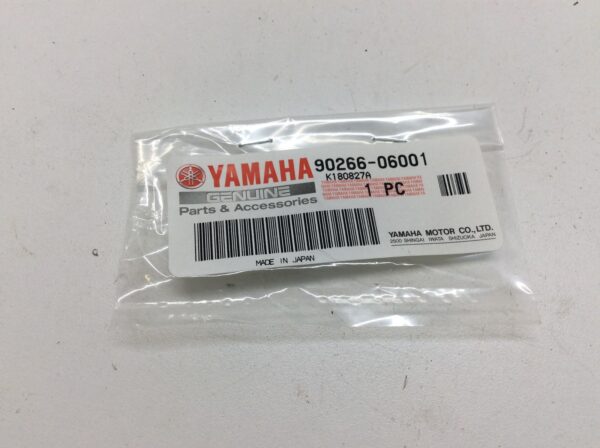 YAMAHA 90266-06001
K180827A
GENUINE
Parts & Accessories
1 PC
YAMAHA MOTOR CO.,LTD.
2500 SHINGAI IWATA SHIZUOKA JAPAN
MADE IN JAPAN